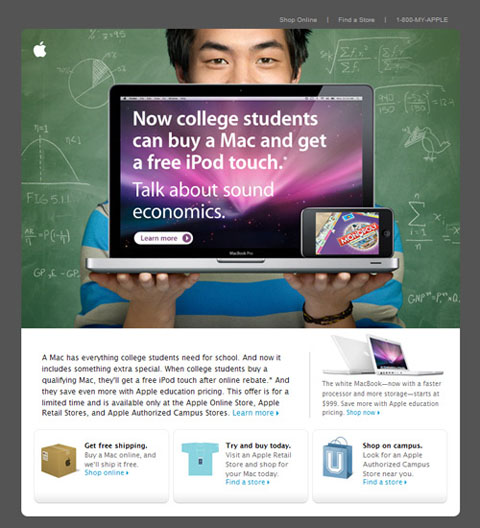 Shop Online | Find a Store | 1-800-MY-APPLE
Now college students
can buy a Mac and get
a free iPod touch.*
Talk about sound
economics.
Learn more
MacBook Pro
MONOPOLY
FIG 5.1.1
A Mac has everything college students need for school. And now it
includes something extra special. When college students buy a
qualifying Mac, they'll get a free iPod touch after online rebate.* And
they save even more with Apple education pricing. This offer is for a
limited time and is available only at the Apple Online Store, Apple
Retail Stores, and Apple Authorized Campus Stores. Learn more
The white MacBook—now with a faster
processor and more storage—starts at
$999. Save more with Apple education
pricing. Shop now
Get free shipping.
Buy a Mac online, and
we'll ship it free.
Shop online
Try and buy today.
Visit an Apple Retail
Store and shop for
your Mac today.
Find a store
Shop on campus.
Look for an Apple
Authorized Campus
Store near you.
Find a store